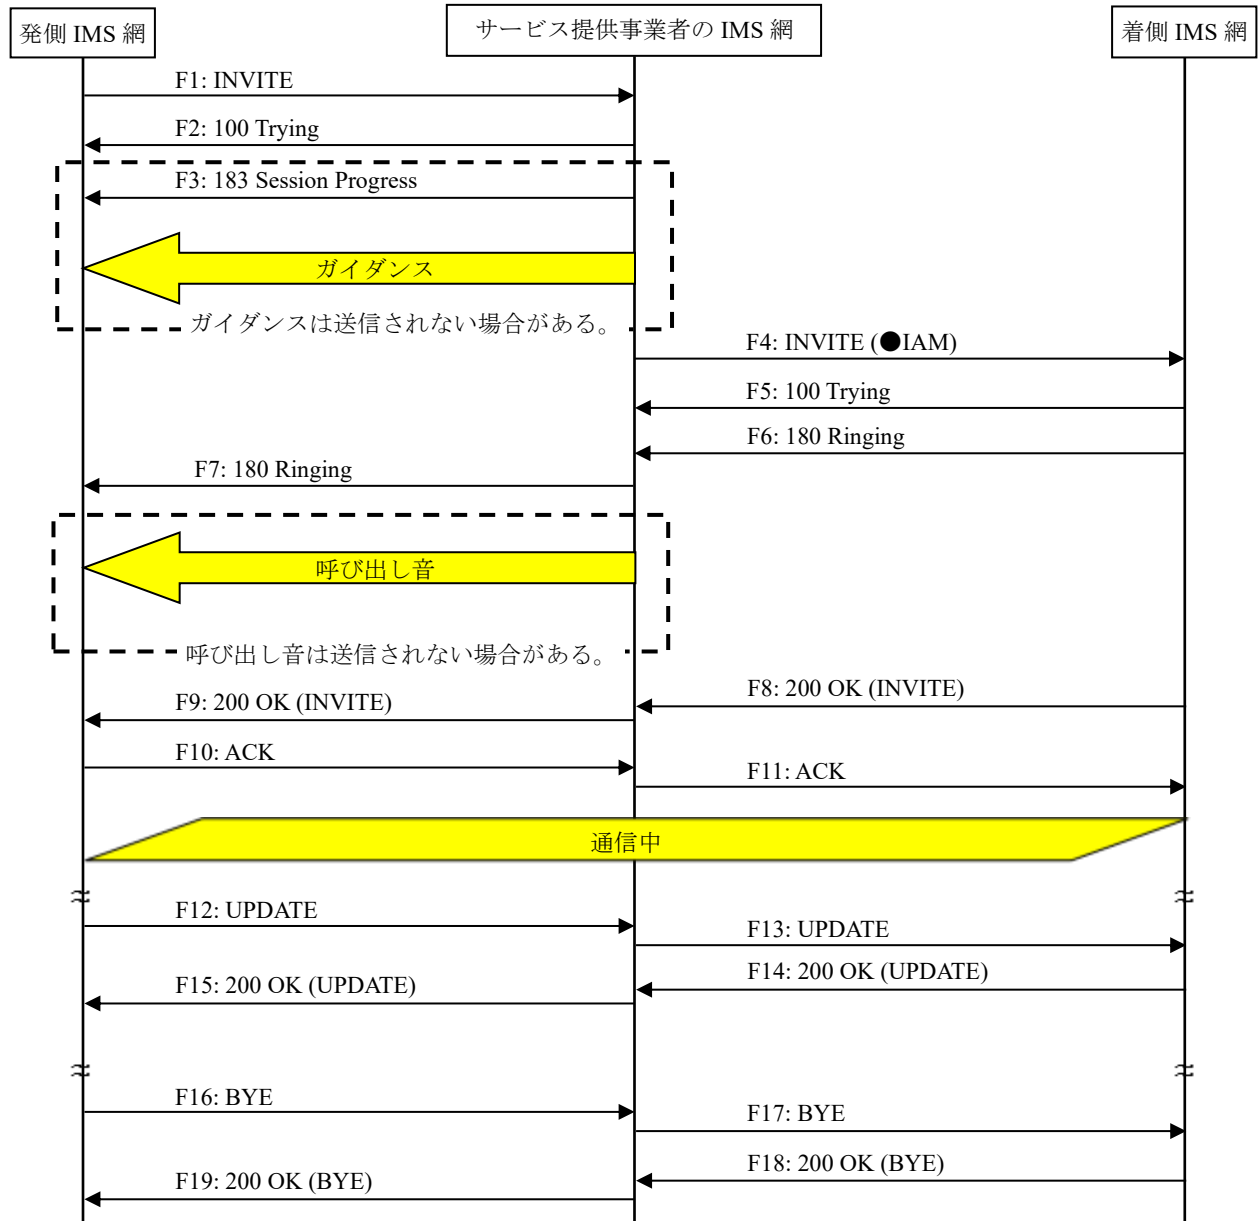 発側 IMS 網
サービス提供事業者の IMS 網
着側 IMS 網
F1: INVITE
F2: 100 Trying
F3: 183 Session Progress
ガイダンス
ガイダンスは送信されない場合がある。
F4: INVITE (●IAM)
F5: 100 Trying
F6: 180 Ringing
F7: 180 Ringing
呼び出し音
呼び出し音は送信されない場合がある。
F8: 200 OK (INVITE)
F9: 200 OK (INVITE)
F10: ACK
F11: ACK
通信中
F12: UPDATE
F13: UPDATE
F14: 200 OK (UPDATE)
F15: 200 OK (UPDATE)
F16: BYE
F17: BYE
F18: 200 OK (BYE)
F19: 200 OK (BYE)